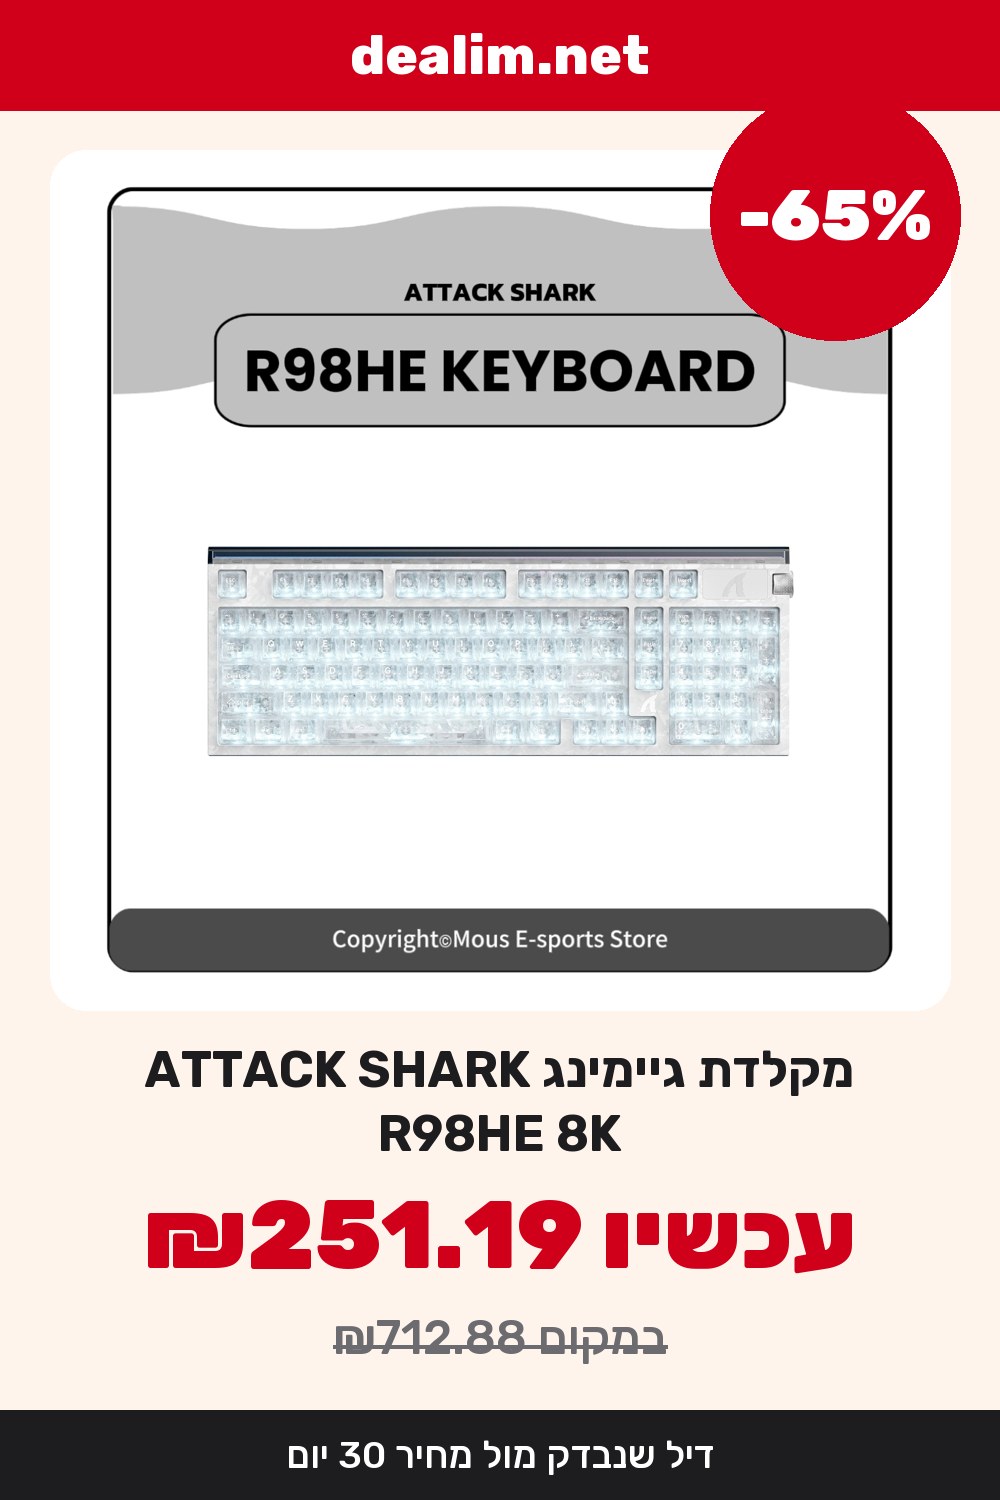 dealim.net
-65%
ATTACK SHARK
R98HE KEYBOARD
Copyright©Mous E-sports Store
מקלדת גיימינג ATTACK SHARK
R98HE 8K
עכשיו ₪251.19
במקום ₪712.88
דיל שנבדק מול מחיר 30 יום